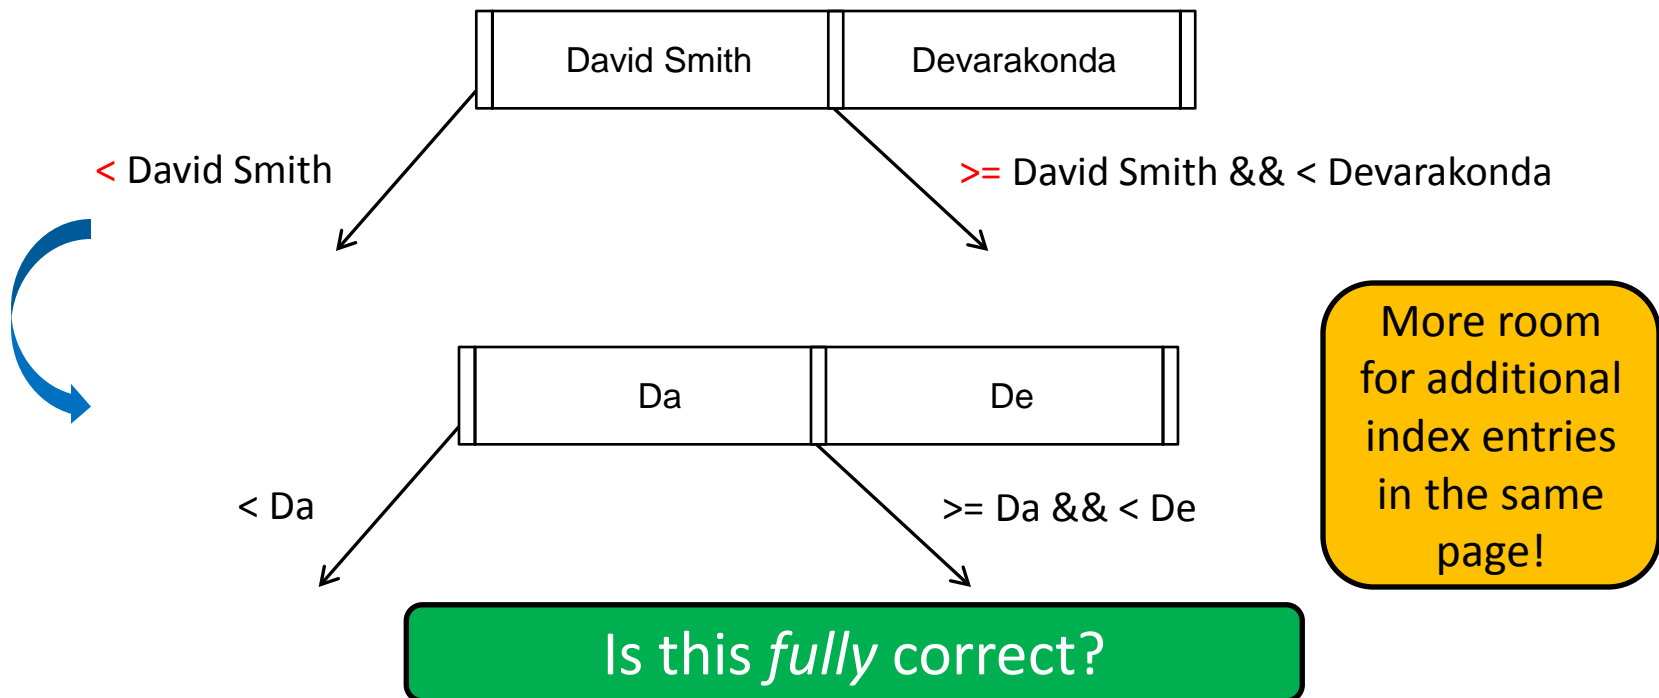 David Smith
Devarakonda
< David Smith
>= David Smith && < Devarakonda
Da
De
< Da
>= Da && < De
More room
for additional
index entries
in the same
page!
Is this fully correct?